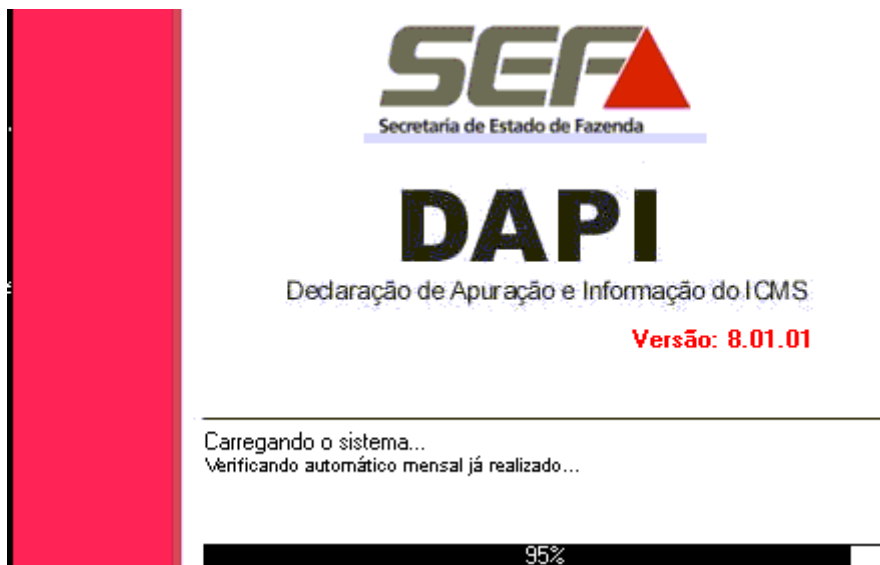 SEF
Secretaria de Estado de Fazenda
DAPI
Declaração de Apuração e Informação do ICMS
Versão: 8.01.01
Carregando o sistema...
Verificando automático mensal já realizado...
95%